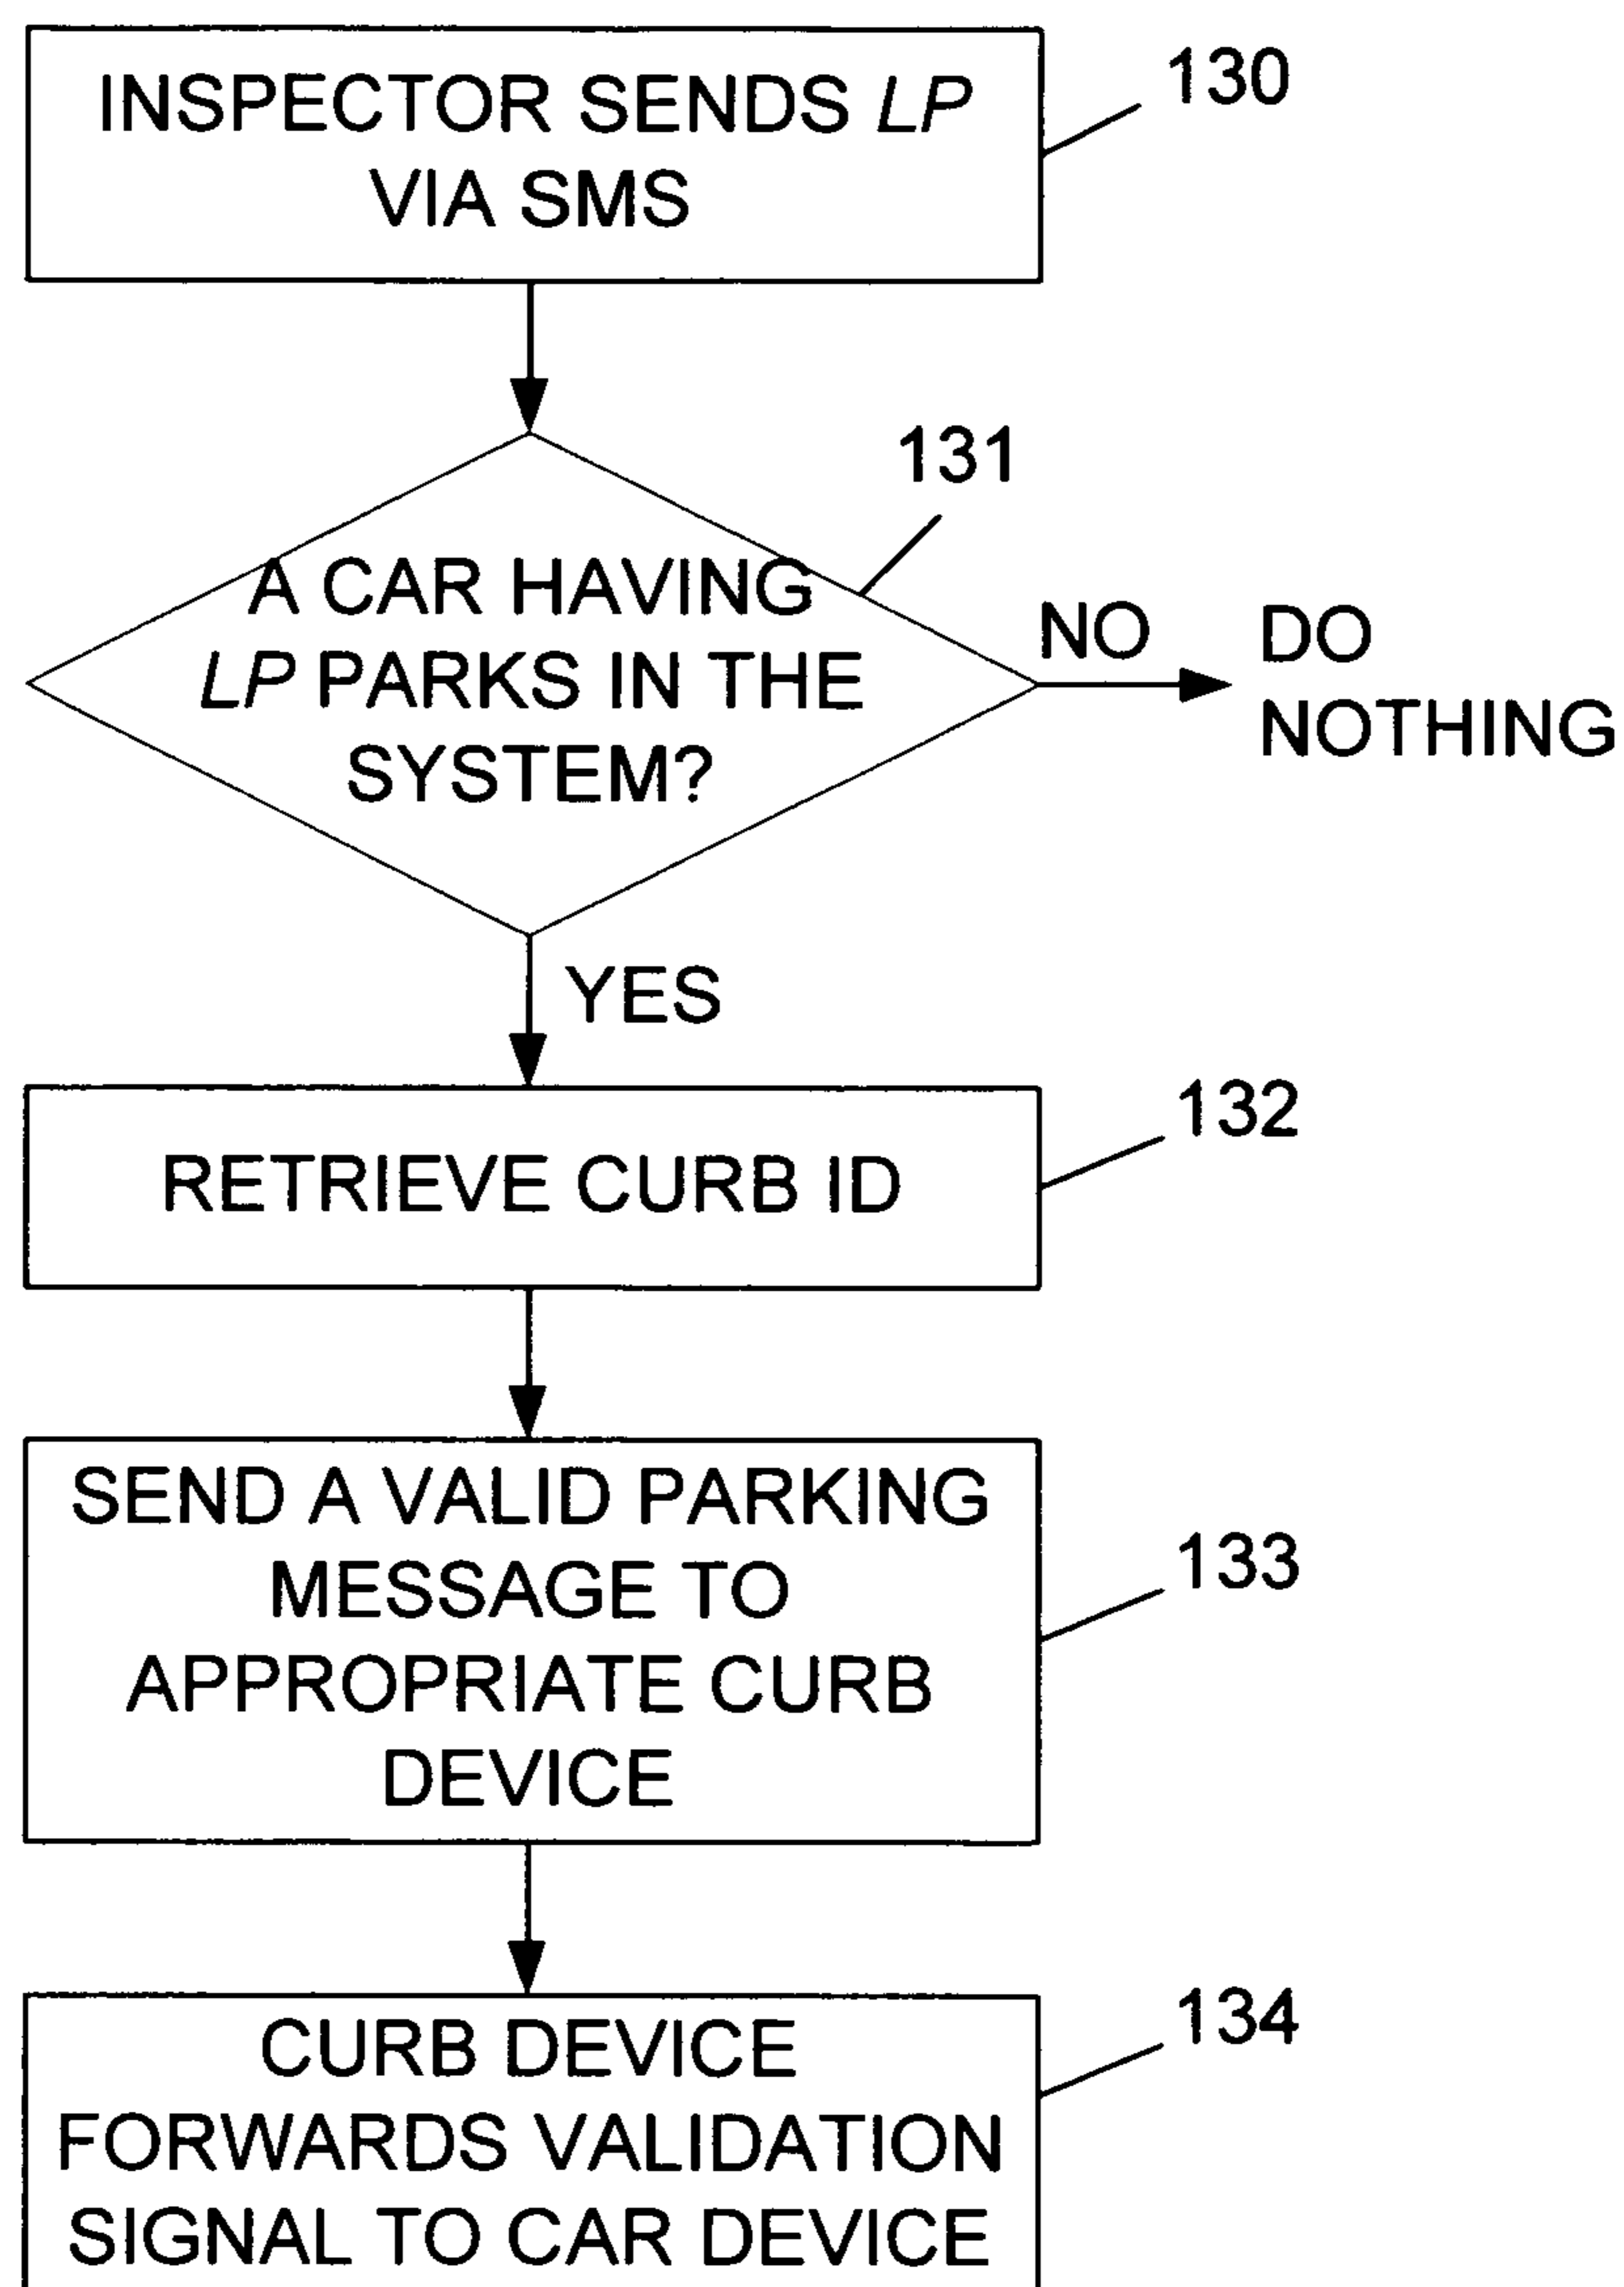 INSPECTOR SENDS LP
VIA SMS
130
131
A CAR HAVING
LP PARKS IN THE
SYSTEM?
NO
DO
NOTHING
YES
132
RETRIEVE CURB ID
SEND A VALID PARKING
MESSAGE TO
APPROPRIATE CURB
DEVICE
133
CURB DEVICE
FORWARDS VALIDATION
SIGNAL TO CAR DEVICE
134